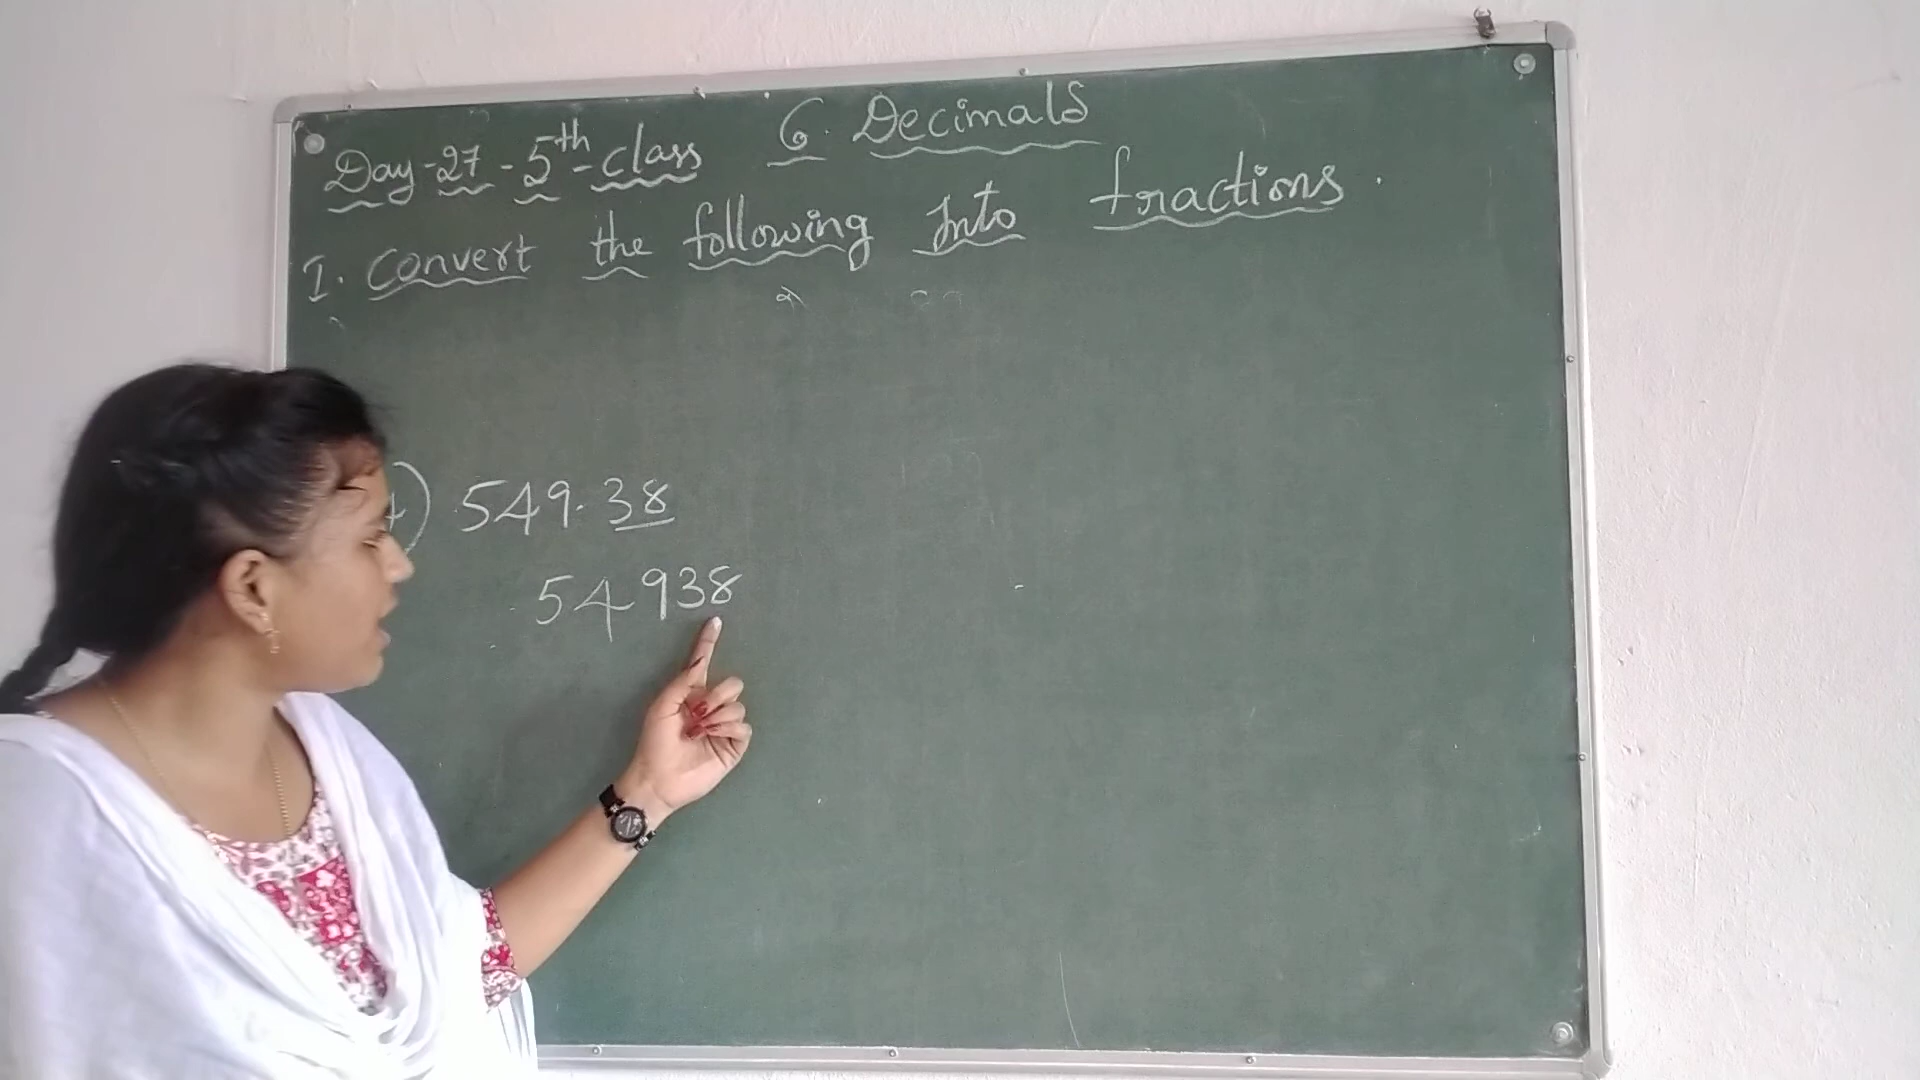 Day-27-5th-class 6. Decimals
I. Convert the following Into fractions.
) 549.38
54938